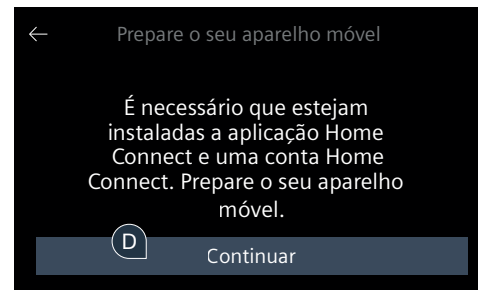 ← Prepare o seu aparelho móvel
É necessário que estejam
instaladas a aplicação Home
Connect e uma conta Home
Connect. Prepare o seu aparelho
móvel.
D
Continuar